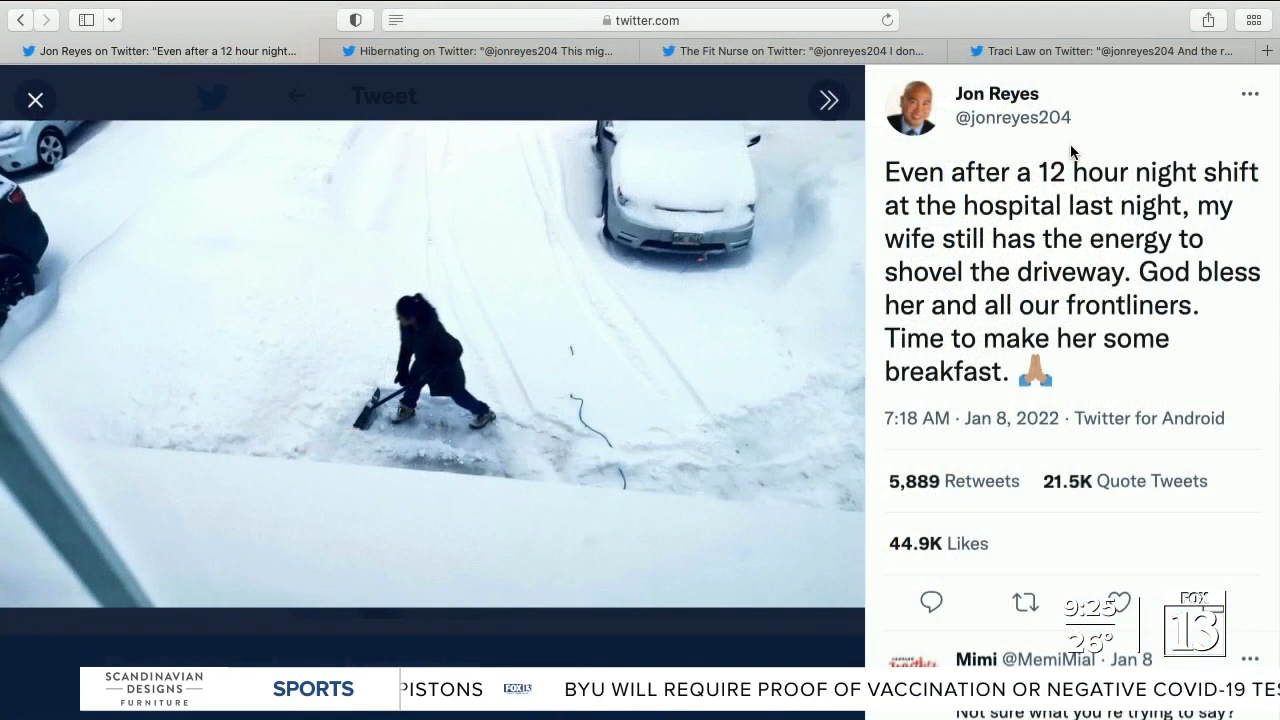 twitter.com
Jon Reyes on Twitter: "Even after a 12 hour night...
Hibernating on Twitter: "@jonreyes204 This mig...
The Fit Nurse on Twitter: "@jonreyes204 I don...
Traci Law on Twitter: "@jonreyes204 And the r...
Tweet
Jon Reyes
@jonreyes204
Even after a 12 hour night shift
at the hospital last night, my
wife still has the energy to
shovel the driveway. God bless
her and all our frontliners.
Time to make her some
breakfast. 🙏🏽
7:18 AM · Jan 8, 2022 · Twitter for Android
5,889 Retweets 21.5K Quote Tweets
44.9K Likes
9:25
26°
FOX
13
Mimi @MemiMial · Jan 8
SCANDINAVIAN
DESIGNS
FURNITURE
SPORTS
PISTONS FOX13 BYU WILL REQUIRE PROOF OF VACCINATION OR NEGATIVE COVID-19 TES
Not sure what you're trying to say?